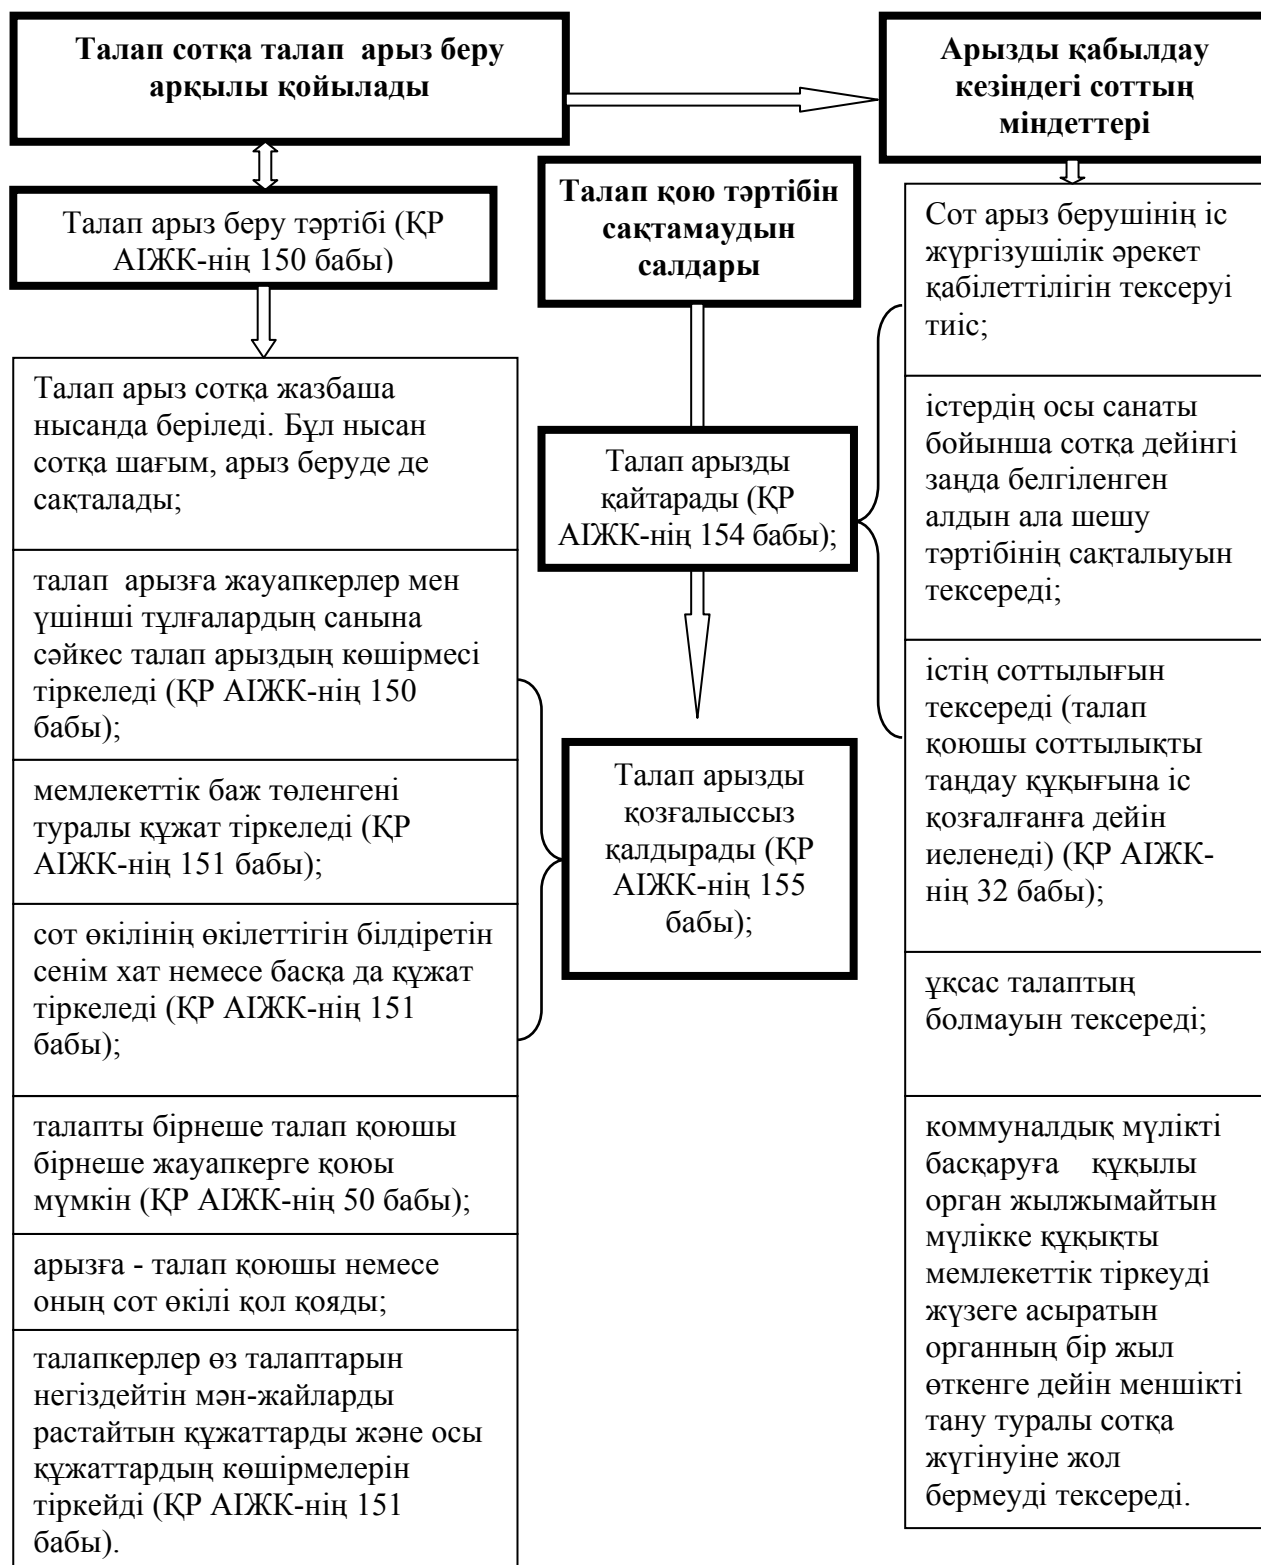 Талап сотқа талап арыз беру
арқылы қойылады
Арызды қабылдау
кезіндегі соттың
міндеттері
Талап арыз беру тәртібі (ҚР
АІЖК-нің 150 бабы)
Талап қою тәртібін
сақтамаудын
салдары
Талап арыз сотқа жазбаша
нысанда беріледі. Бұл нысан
сотқа шағым, арыз беруде де
сақталады;
талап арызға жауапкерлер мен
үшінші тұлғалардың санына
сәйкес талап арыздың көшірмесі
тіркеледі (ҚР АІЖК-нің 150
бабы);
мемлекеттік баж төленгені
туралы құжат тіркеледі (ҚР
АІЖК-нің 151 бабы);
сот өкілінің өкілеттігін білдіретін
сенім хат немесе басқа да құжат
тіркеледі (ҚР АІЖК-нің 151
бабы);
талапты бірнеше талап қоюшы
бірнеше жауапкерге қоюы
мүмкін (ҚР АІЖК-нің 50 бабы);
арызға - талап қоюшы немесе
оның сот өкілі қол қояды;
талапкерлер өз талаптарын
негіздейтін мән-жайларды
растайтын құжаттарды және осы
құжаттардың көшірмелерін
тіркейді (ҚР АІЖК-нің 151
бабы).
Талап арызды
қайтарады (ҚР
АІЖК-нің 154 бабы);
Талап арызды
қозғалыссыз
қалдырады (ҚР
АІЖК-нің 155
бабы);
Сот арыз берушінің іс
жүргізушілік әрекет
қабілеттілігін тексеруі
тиіс;
істердің осы санаты
бойынша сотқа дейінгі
заңда белгіленген
алдын ала шешу
тәртібінің сақталыуын
тексереді;
істің соттылығын
тексереді (талап
қоюшы соттылықты
таңдау құқығына іс
қозғалғанға дейін
иеленеді) (ҚР АІЖК-
нің 32 бабы);
ұқсас талаптың
болмауын тексереді;
коммуналдық мүлікті
басқаруға құқылы
орган жылжымайтын
мүлікке құқықты
мемлекеттік тіркеуді
жүзеге асыратын
органның бір жыл
өткенге дейін меншікті
тану туралы сотқа
жүгінуіне жол
бермеуді тексереді.